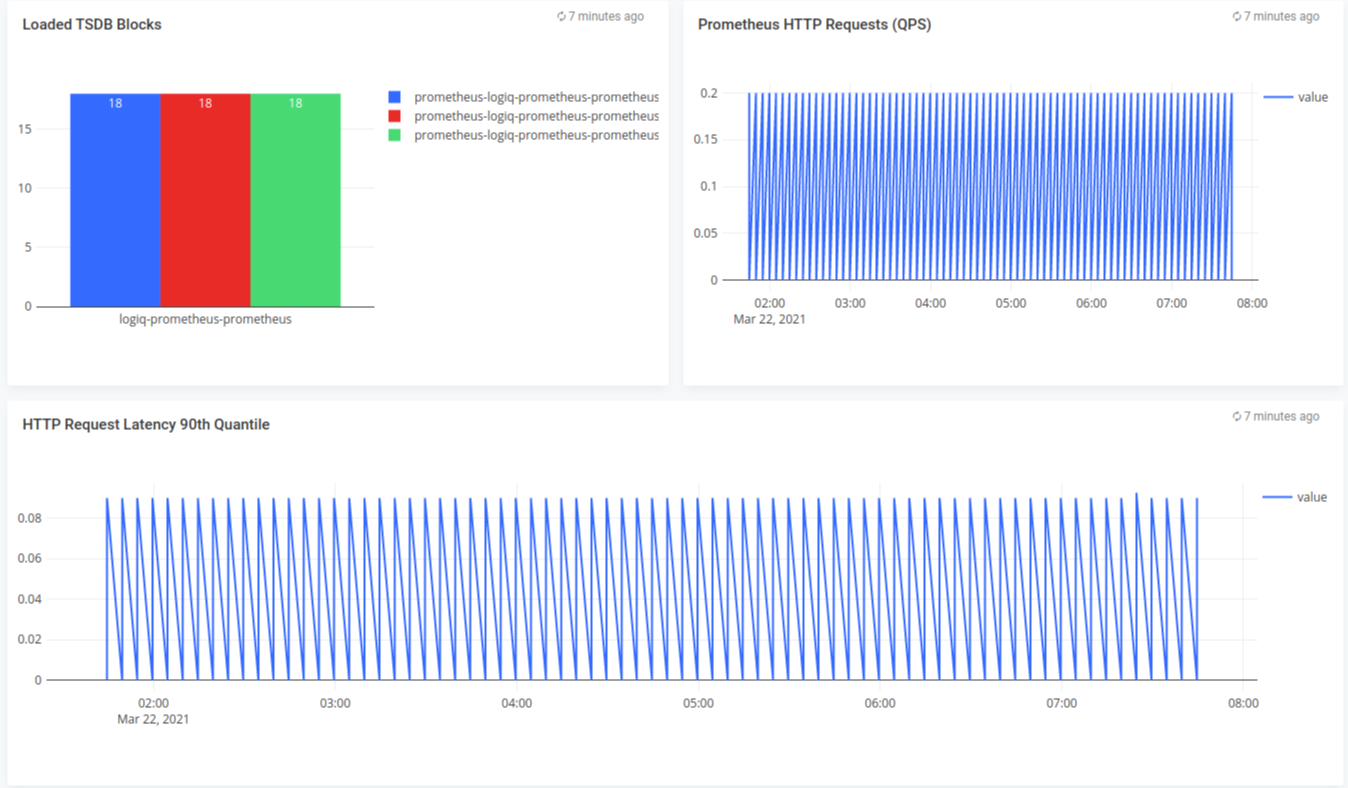 Loaded TSDB Blocks
7 minutes ago
18 18 18
15
10
5
0
logiq-prometheus-prometheus
prometheus-logiq-prometheus-prometheus
prometheus-logiq-prometheus-prometheus
prometheus-logiq-prometheus-prometheus
Prometheus HTTP Requests (QPS)
7 minutes ago
0.2
0.15
0.1
0.05
0
02:00 03:00 04:00 05:00 06:00 07:00 08:00
Mar 22, 2021
value
HTTP Request Latency 90th Quantile
7 minutes ago
0.08
0.06
0.04
0.02
0
02:00 03:00 04:00 05:00 06:00 07:00 08:00
Mar 22, 2021
value